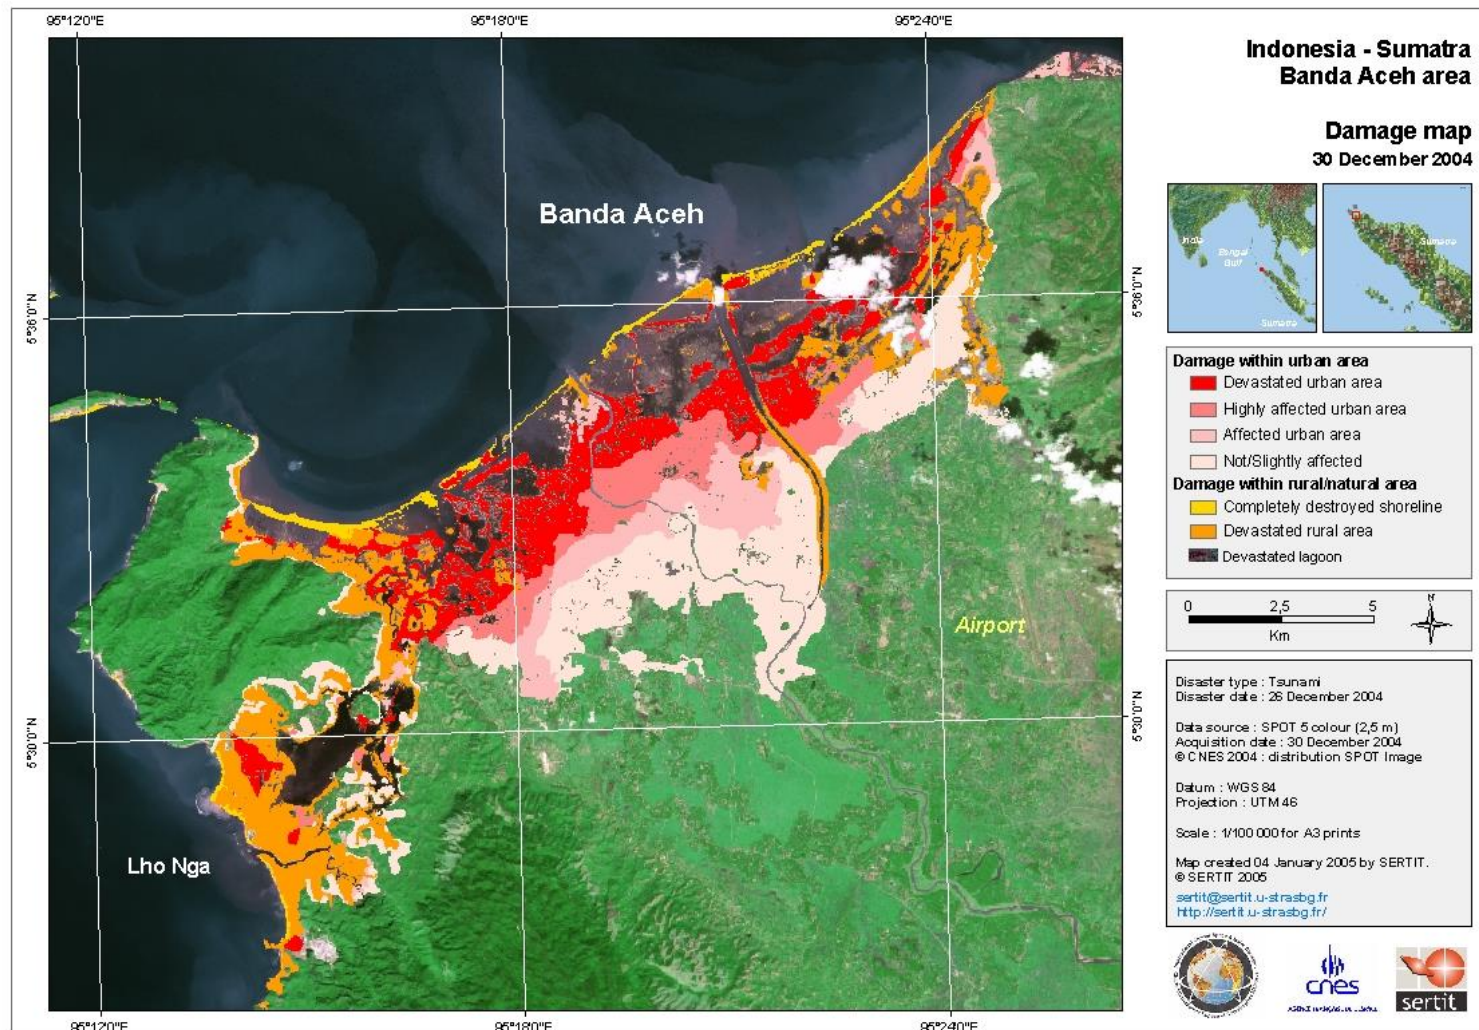 95°12'0"E
95°18'0"E
95°24'0"E
Indonesia - Sumatra
Banda Aceh area
Damage map
30 December 2004
India
Bengal
Gulf
Sumatra
Sumatra
Banda Aceh
5°36'0"N
5°36'0"N
Damage within urban area
Devastated urban area
Highly affected urban area
Affected urban area
Not/Slightly affected
Damage within rural/natural area
Completely destroyed shoreline
Devastated rural area
Devastated lagoon
0 2,5 5
Km
N
Airport
Disaster type : Tsunami
Disaster date : 26 December 2004
Data source : SPOT 5 colour (2,5 m)
Acquisition date : 30 December 2004
© CNES 2004 : distribution SPOT Image
Datum : WGS 84
Projection : UTM 46
Scale : 1/100 000 for A3 prints
Map created 04 January 2005 by SERTIT.
© SERTIT 2005
sertit@sertit.u-strasbg.fr
http://sertit.u-strasbg.fr/
5°30'0"N
5°30'0"N
Lho Nga
cnes
sertit
95°12'0"E
95°18'0"E
95°24'0"E